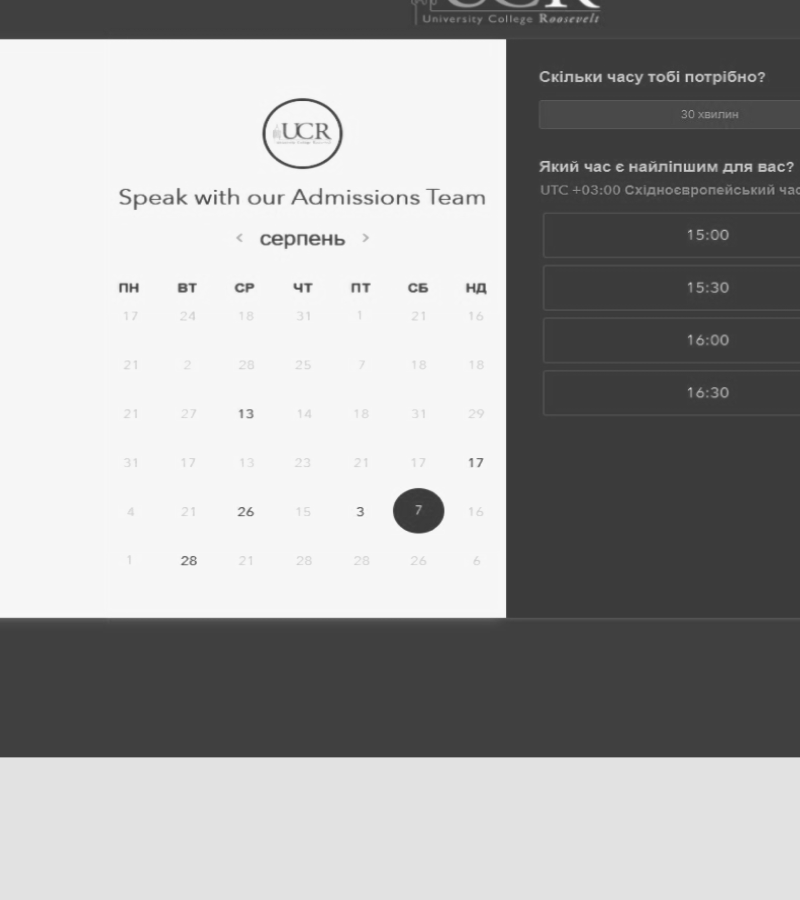 UCR
University College Roosevelt
UCR
Speak with our Admissions Team
< серпень >
ПН ВТ СР ЧТ ПТ СБ НД
17 24 18 31 1 21 16
21 2 28 25 7 18 18
21 27 13 14 18 31 29
31 17 13 23 21 17 17
4 21 26 15 3 7 16
1 28 21 28 28 26 6
Скільки часу тобі потрібно?
30 хвилин
Який час є найліпшим для вас?
UTC +03:00 Східноєвропейський час
15:00
15:30
16:00
16:30